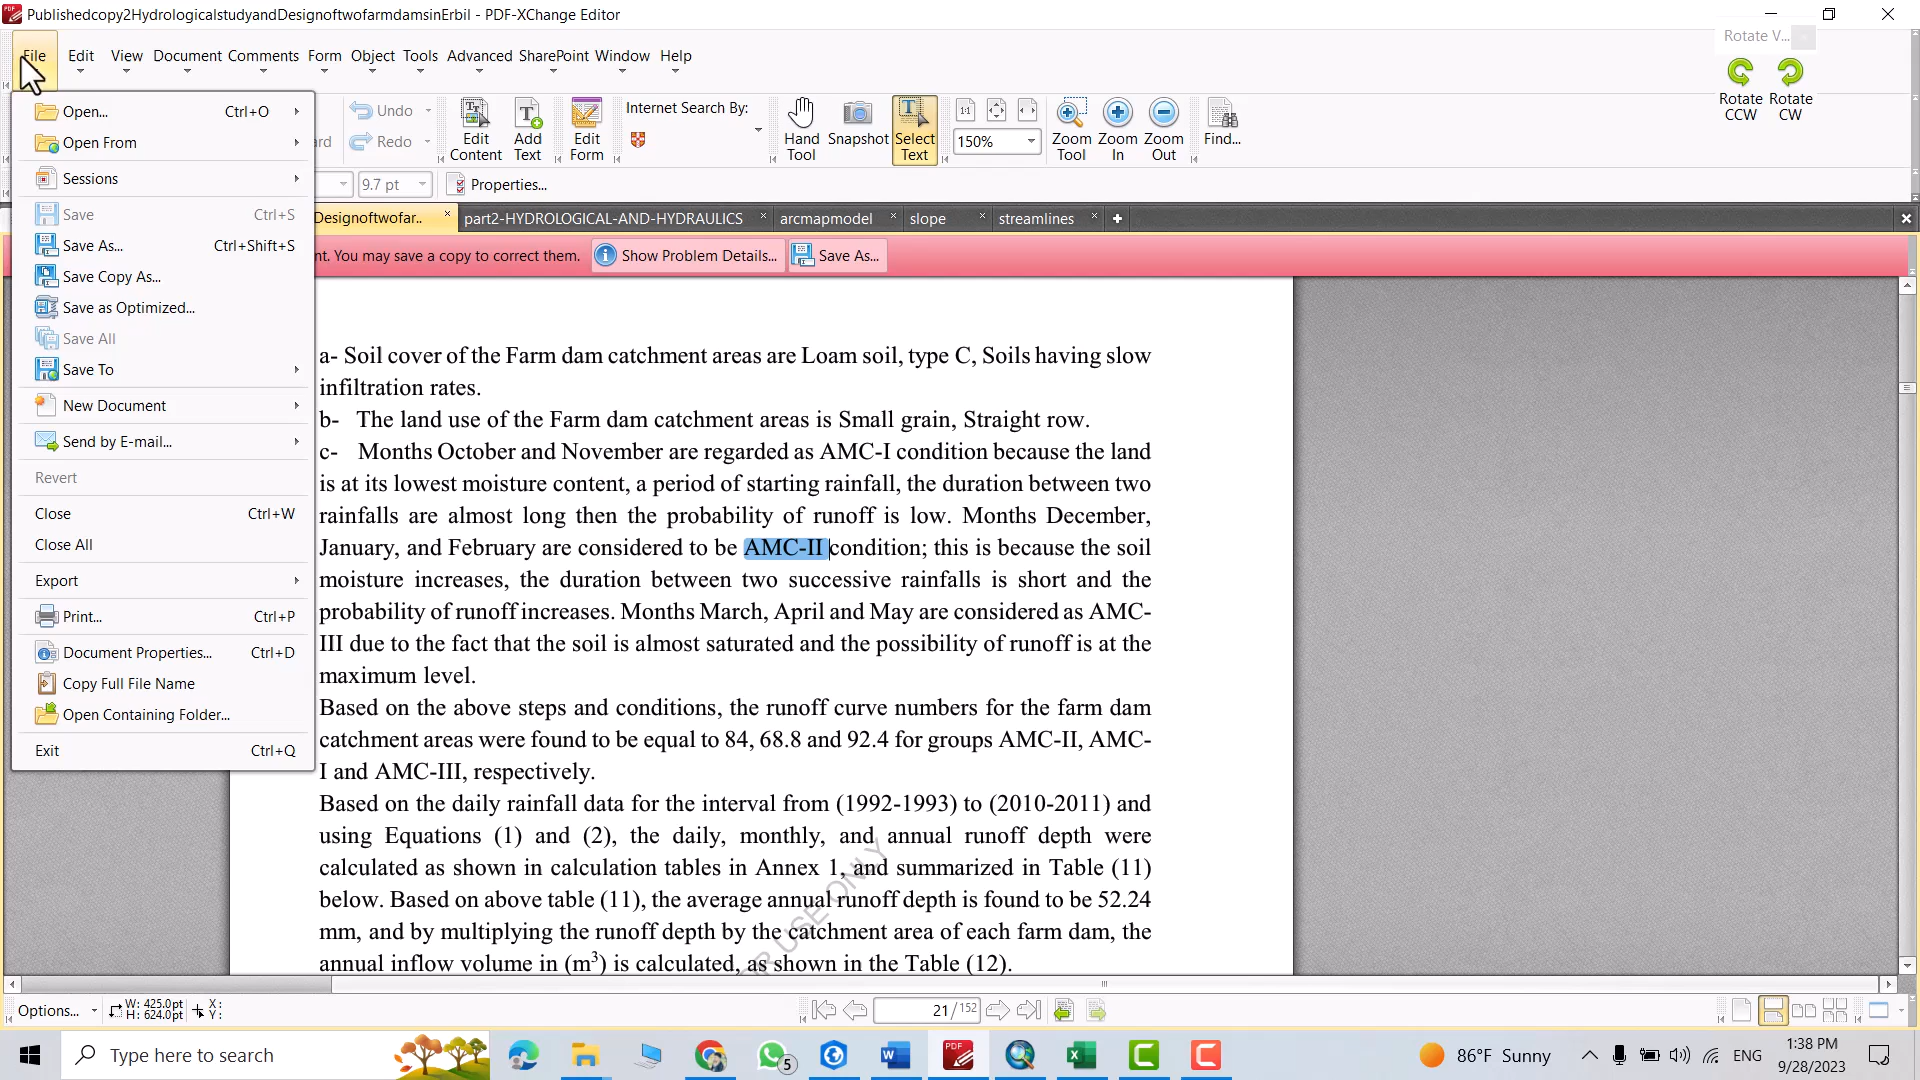 Publishedcopy2HydrologicalstudyandDesignoftwofarmdamsinErbil - PDF-XChange Editor
File Edit View Document Comments Form Object Tools Advanced SharePoint Window Help
Rotate V...
Rotate CCW
Rotate CW
Undo
Redo
Edit Content
Add Text
Edit Form
Internet Search By:
Hand Tool
Snapshot
Select Text
1:1
150%
Zoom Tool
Zoom In
Zoom Out
Find...
9.7 pt
Properties...
Designoftwofar..
part2-HYDROLOGICAL-AND-HYDRAULICS
arcmapmodel
slope
streamlines
nt. You may save a copy to correct them.
Show Problem Details...
Save As...
Open... Ctrl+O
Open From
Sessions
Save Ctrl+S
Save As... Ctrl+Shift+S
Save Copy As...
Save as Optimized...
Save All
Save To
New Document
Send by E-mail...
Revert
Close Ctrl+W
Close All
Export
Print... Ctrl+P
Document Properties... Ctrl+D
Copy Full File Name
Open Containing Folder...
Exit Ctrl+Q
a- Soil cover of the Farm dam catchment areas are Loam soil, type C, Soils having slow
infiltration rates.
b- The land use of the Farm dam catchment areas is Small grain, Straight row.
c- Months October and November are regarded as AMC-I condition because the land
is at its lowest moisture content, a period of starting rainfall, the duration between two
rainfalls are almost long then the probability of runoff is low. Months December,
January, and February are considered to be AMC-II condition; this is because the soil
moisture increases, the duration between two successive rainfalls is short and the
probability of runoff increases. Months March, April and May are considered as AMC-
III due to the fact that the soil is almost saturated and the possibility of runoff is at the
maximum level.
Based on the above steps and conditions, the runoff curve numbers for the farm dam
catchment areas were found to be equal to 84, 68.8 and 92.4 for groups AMC-II, AMC-
I and AMC-III, respectively.
Based on the daily rainfall data for the interval from (1992-1993) to (2010-2011) and
using Equations (1) and (2), the daily, monthly, and annual runoff depth were
calculated as shown in calculation tables in Annex 1, and summarized in Table (11)
below. Based on above table (11), the average annual runoff depth is found to be 52.24
mm, and by multiplying the runoff depth by the catchment area of each farm dam, the
annual inflow volume in (m³) is calculated, as shown in the Table (12).
USE ONLY
Options...
W: 425.0pt
H: 624.0pt
X:
Y:
21 / 152
Type here to search
5
86°F Sunny
ENG
1:38 PM
9/28/2023